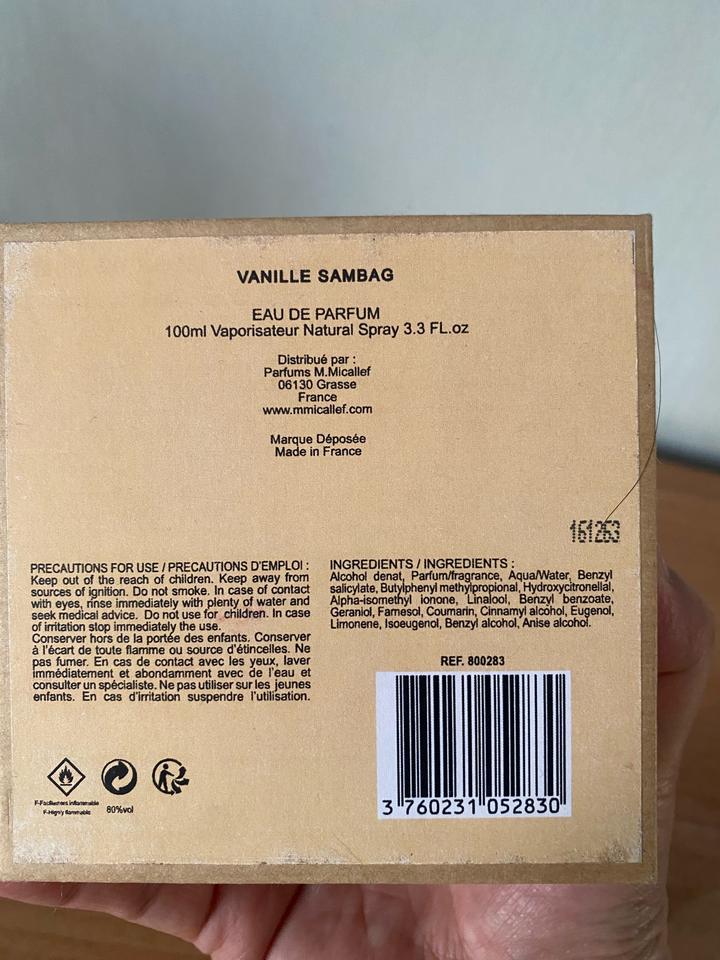 VANILLE SAMBAG
EAU DE PARFUM
100ml Vaporisateur Natural Spray 3.3 FL.oz
Distribué par :
Parfums M.Micallef
06130 Grasse
France
www.mmicallef.com
Marque Déposée
Made in France
161263
PRECAUTIONS FOR USE / PRECAUTIONS D'EMPLOI :
Keep out of the reach of children. Keep away from
sources of ignition. Do not smoke. In case of contact
with eyes, rinse immediately with plenty of water and
seek medical advice. Do not use for children. In case
of irritation stop immediately the use.
Conserver hors de la portée des enfants. Conserver
à l'écart de toute flamme ou source d'étincelles. Ne
pas fumer. En cas de contact avec les yeux, laver
immédiatement et abondamment avec de l'eau et
consulter un spécialiste. Ne pas utiliser sur les jeunes
enfants. En cas d'irritation suspendre l'utilisation.
INGREDIENTS / INGREDIENTS :
Alcohol denat, Parfum/fragrance, Aqua/Water, Benzyl
salicylate, Butylphenyl methylpropional, Hydroxycitronellal,
Alpha-isomethyl ionone, Linalool, Benzyl benzoate,
Geraniol, Farnesol, Coumarin, Cinnamyl alcohol, Eugenol,
Limonene, Isoeugenol, Benzyl alcohol, Anise alcohol.
REF. 800283
3 760231 052830
F-Facilement inflammable
F-Highly flammable
80%vol